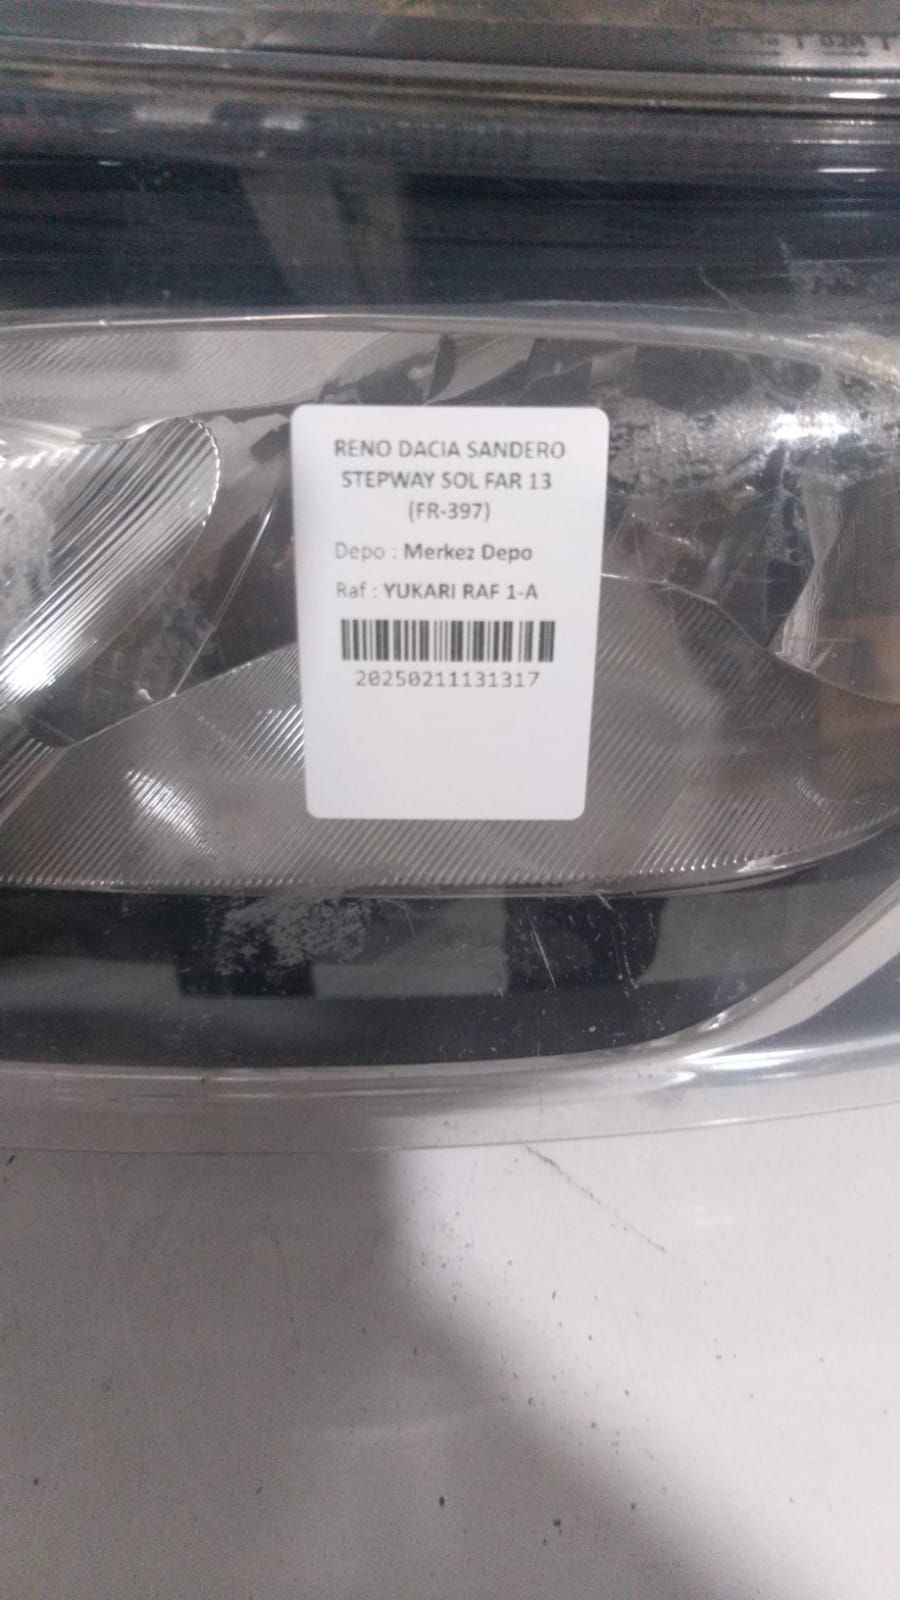 RENO DACIA SANDERO
STEPWAY SOL FAR 13
(FR-397)
Depo : Merkez Depo
Raf : YUKARI RAF 1-A
20250211131317